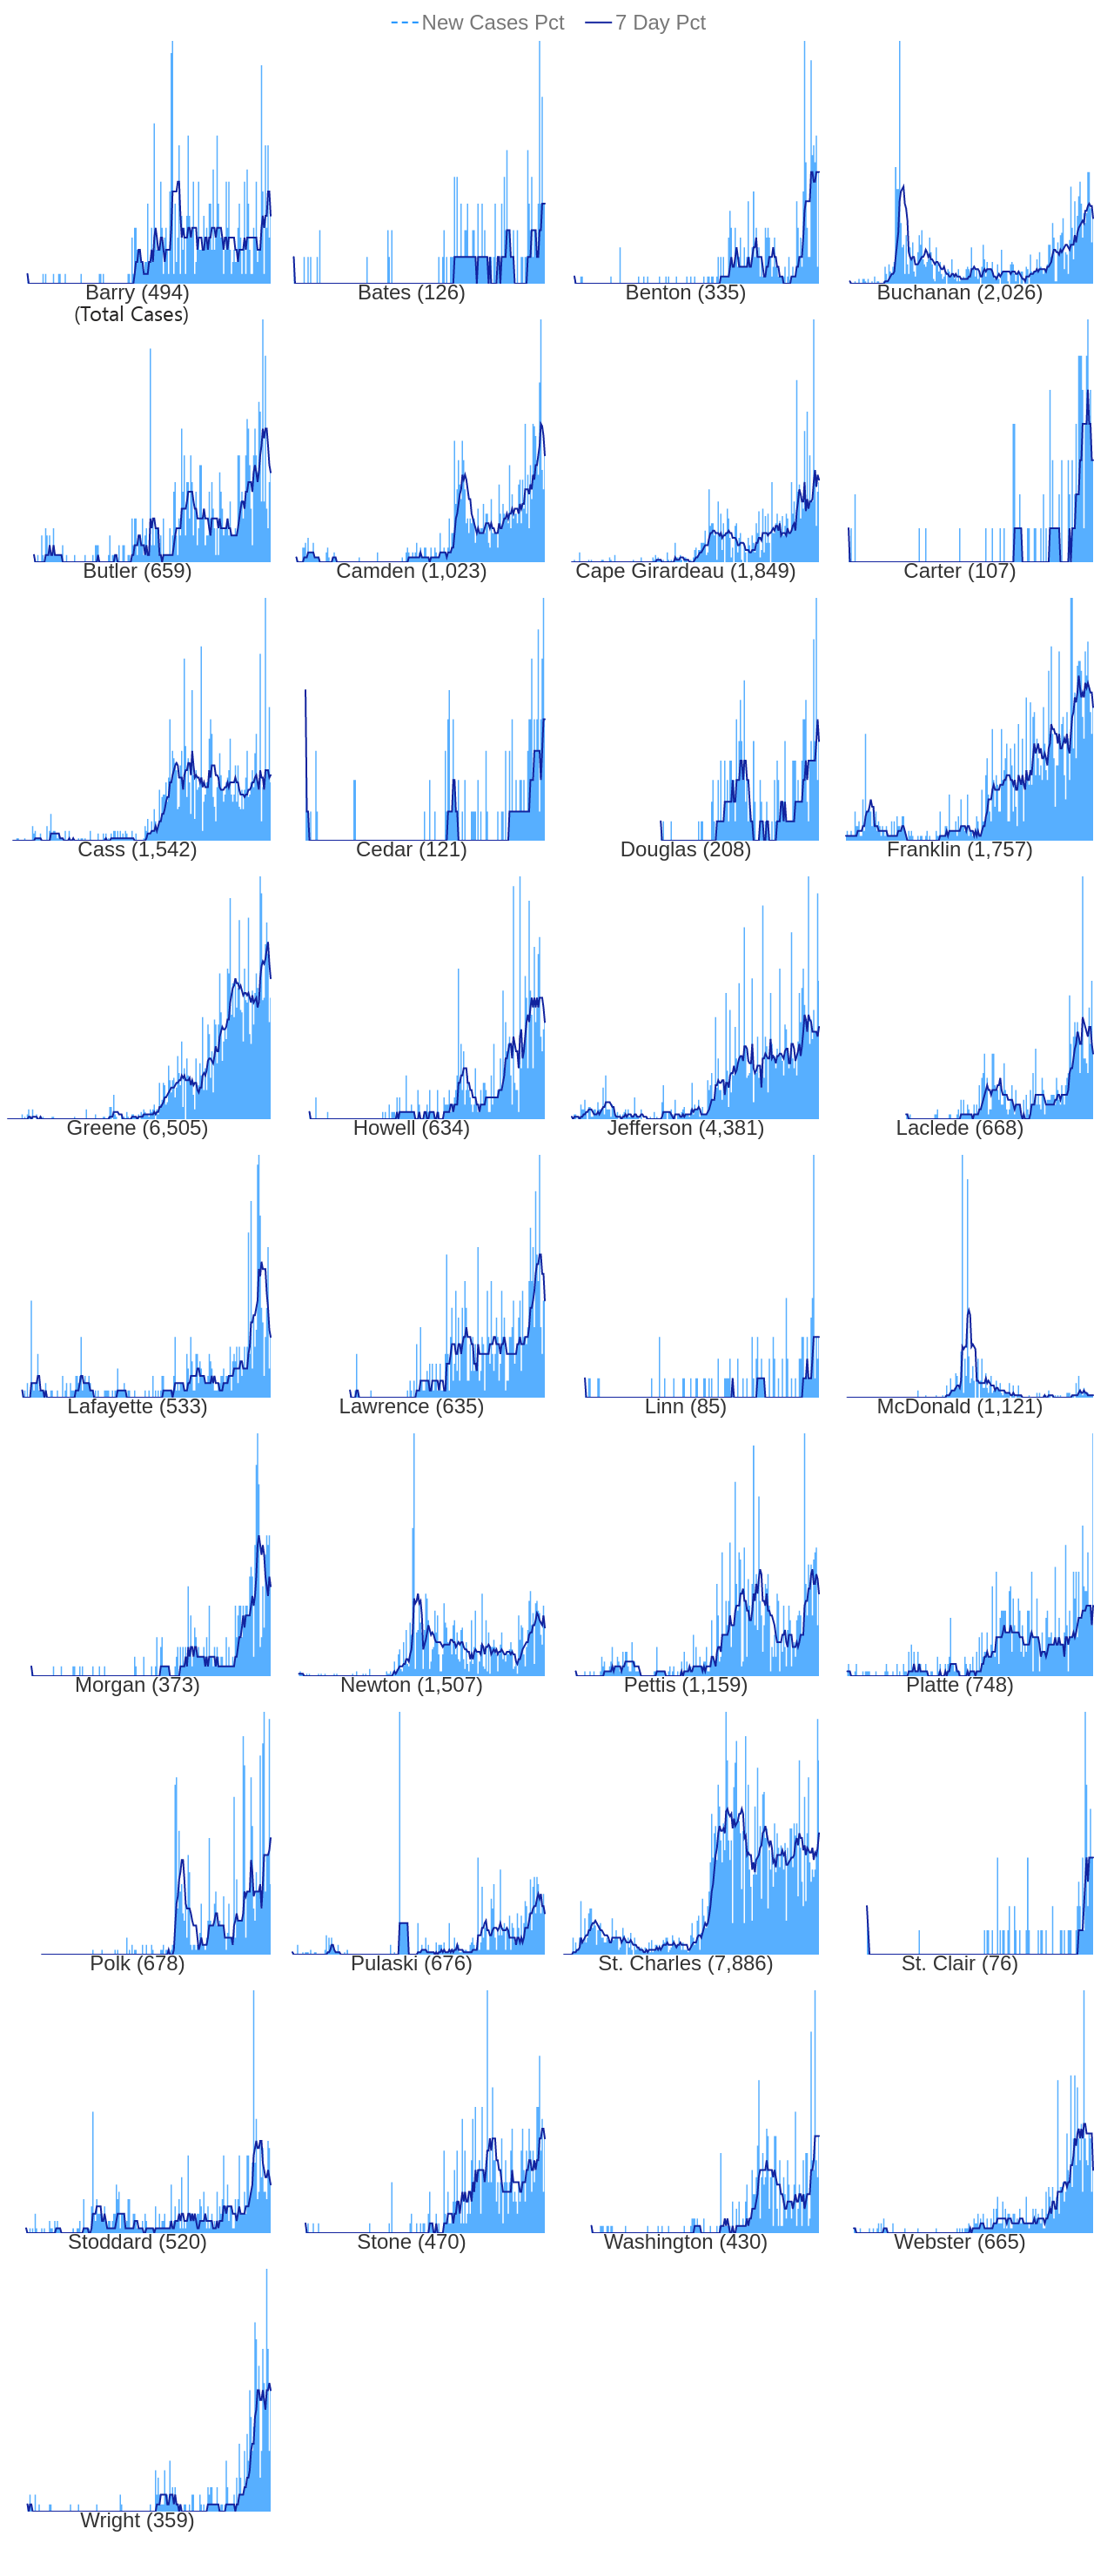 New Cases Pct 7 Day Pct
Barry (494) Bates (126) Benton (335) Buchanan (2,026)
(Total Cases)
Butler (659) Camden (1,023) Cape Girardeau (1,849) Carter (107)
Cass (1,542) Cedar (121) Douglas (208) Franklin (1,757)
Greene (6,505) Howell (634) Jefferson (4,381) Laclede (668)
Lafayette (533) Lawrence (635) Linn (85) McDonald (1,121)
Morgan (373) Newton (1,507) Pettis (1,159) Platte (748)
Polk (678) Pulaski (676) St. Charles (7,886) St. Clair (76)
Stoddard (520) Stone (470) Washington (430) Webster (665)
Wright (359)